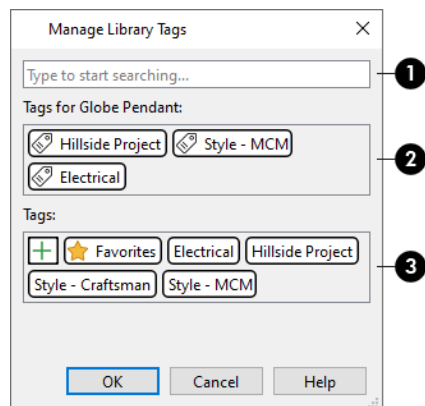 Manage Library Tags
Type to start searching...
1
Tags for Globe Pendant:
Hillside Project Style - MCM
2
Electrical
Tags:
Favorites Electrical Hillside Project
3
Style - Craftsman Style - MCM
OK Cancel Help